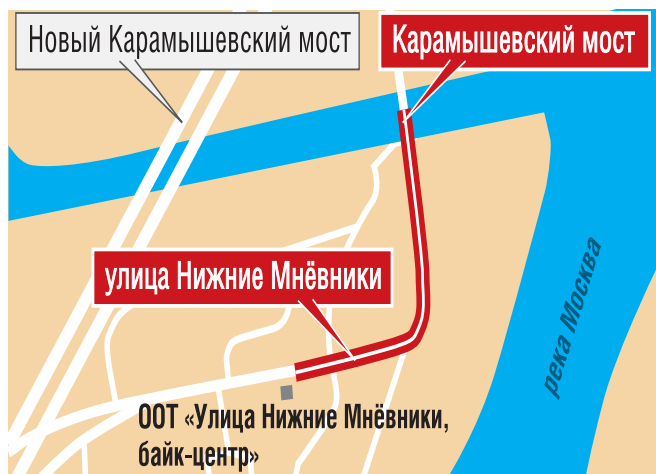 Новый Карамышевский мост
Карамышевский мост
улица Нижние Мнёвники
река Москва
ООТ «Улица Нижние Мнёвники,
байк-центр»